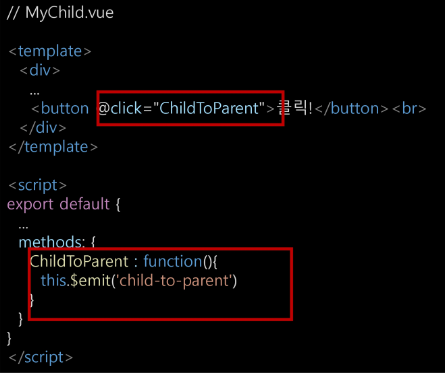 // MyChild.vue
<template>
<div>
...
<button @click="ChildToParent">클릭!</button><br>
</div>
</template>
<script>
export default {
...
methods: {
ChildToParent : function(){
this.$emit('child-to-parent')
}
}
}
</script>